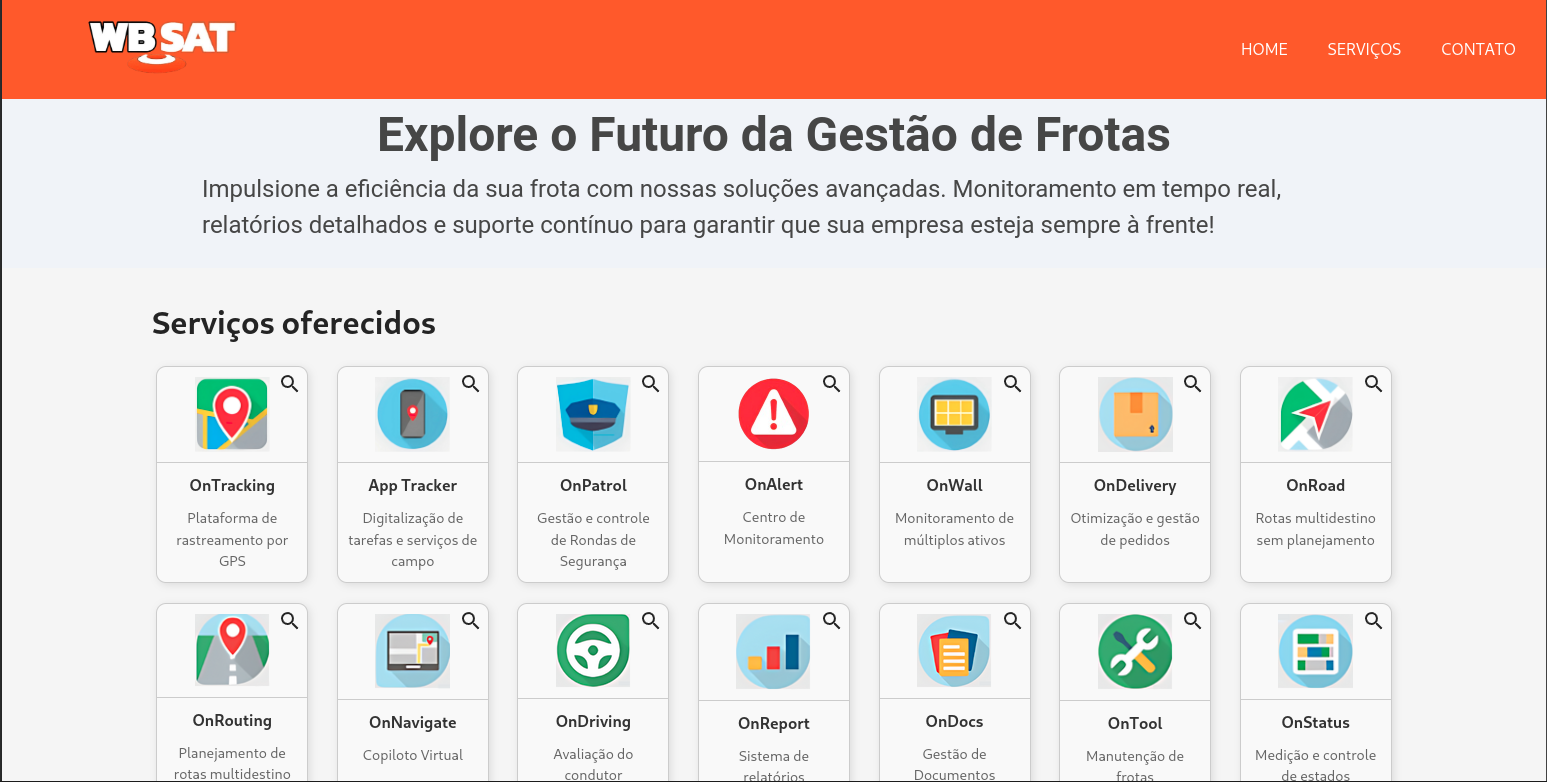 WBSAT
HOME SERVIÇOS CONTATO
Explore o Futuro da Gestão de Frotas
Impulsione a eficiência da sua frota com nossas soluções avançadas. Monitoramento em tempo real,
relatórios detalhados e suporte contínuo para garantir que sua empresa esteja sempre à frente!
Serviços oferecidos
OnTracking
Plataforma de
rastreamento por
GPS
App Tracker
Digitalização de
tarefas e serviços de
campo
OnPatrol
Gestão e controle
de Rondas de
Segurança
OnAlert
Centro de
Monitoramento
OnWall
Monitoramento de
múltiplos ativos
OnDelivery
Otimização e gestão
de pedidos
OnRoad
Rotas multidestino
sem planejamento
OnRouting
Planejamento de
rotas multidestino
OnNavigate
Copiloto Virtual
OnDriving
Avaliação do
condutor
OnReport
Sistema de
relatórios
OnDocs
Gestão de
Documentos
OnTool
Manutenção de
frotas
OnStatus
Medição e controle
de estados